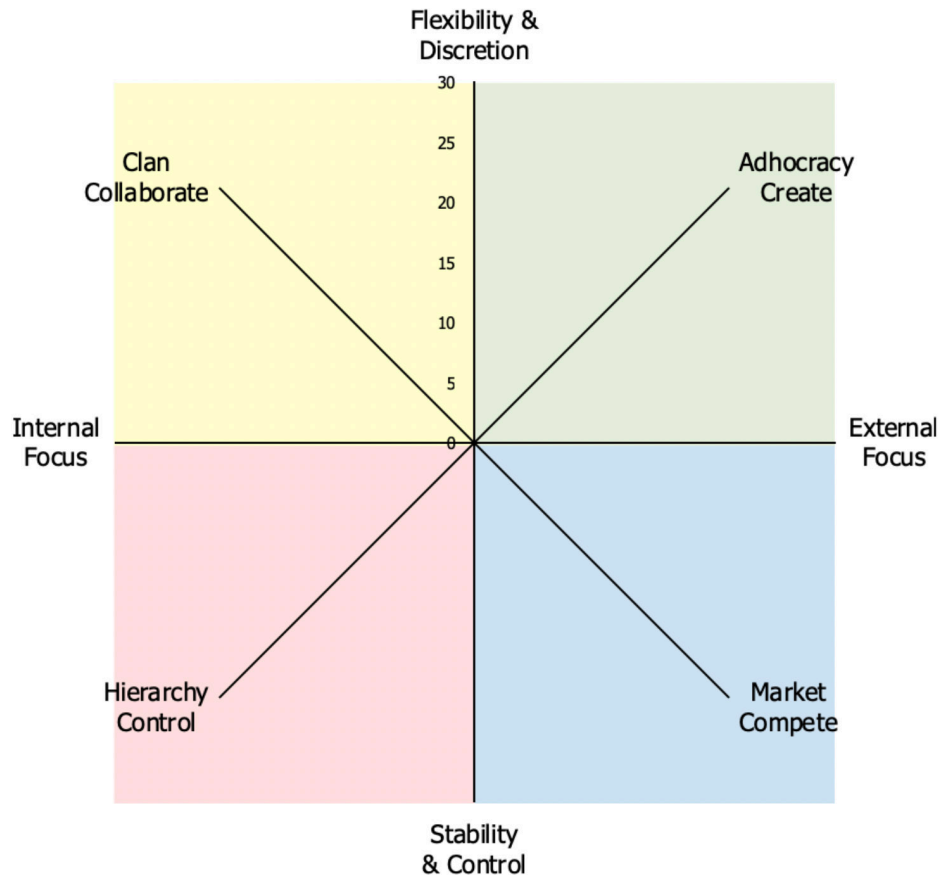 Flexibility &
Discretion
30
25
Clan
Collaborate
Adhocracy
Create
20
15
10
5
Internal
Focus
0
External
Focus
Hierarchy
Control
Market
Compete
Stability
& Control